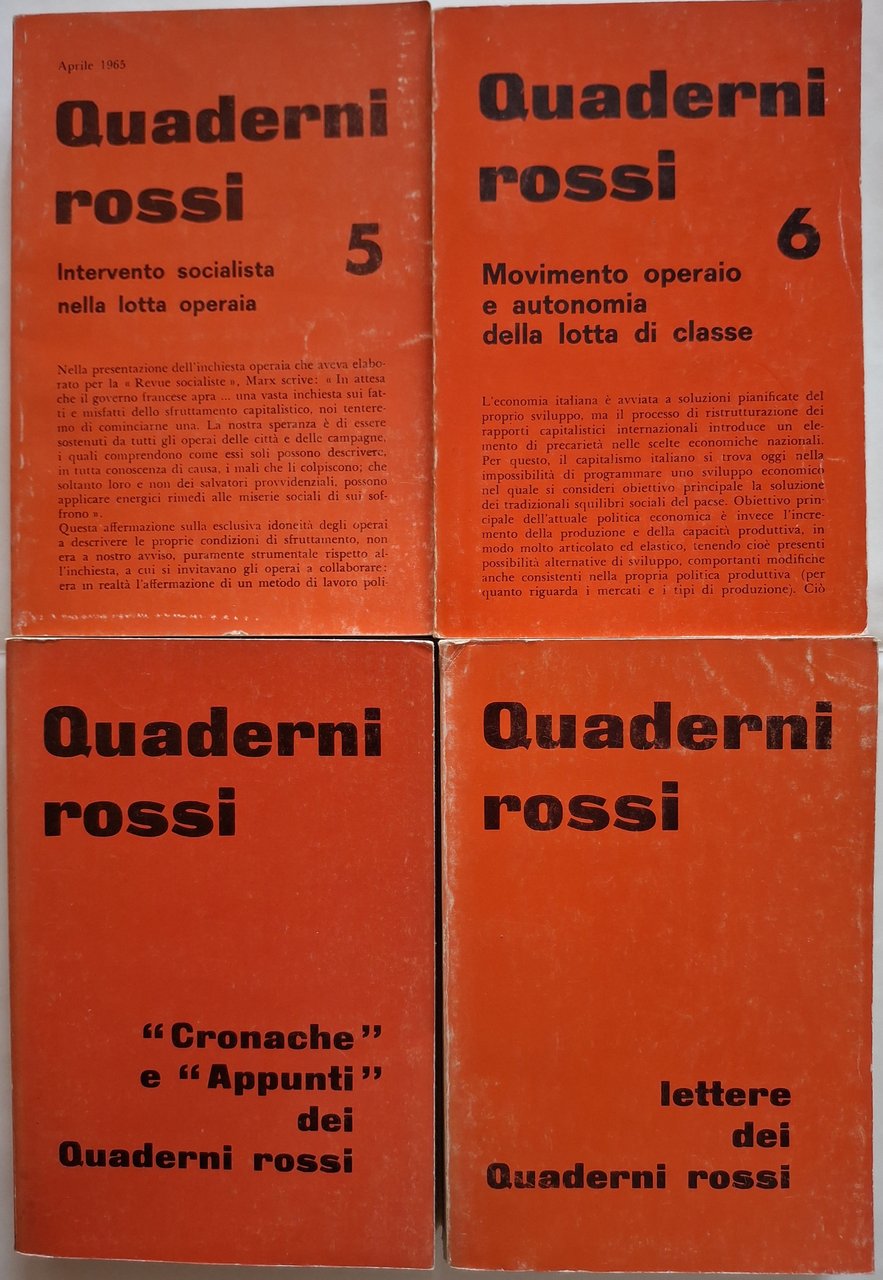 Aprile 1965
Quaderni
rossi
5
Intervento socialista
nella lotta operaia
Nella presentazione dell'inchiesta operaia che aveva elabo-
rato per la « Revue socialiste », Marx scrive: « In attesa
che il governo francese apra ... una vasta inchiesta sui fat-
ti e misfatti dello sfruttamento capitalistico, noi tentere-
mo di cominciarne una. La nostra speranza è di essere
sostenuti da tutti gli operai delle città e delle campagne,
i quali comprendono come essi soli possono descrivere,
in tutta conoscenza di causa, i mali che li colpiscono; che
soltanto loro e non dei salvatori provvidenziali, possono
applicare energici rimedi alle miserie sociali di sui sof-
frono ».
Questa affermazione sulla esclusiva idoneità degli operai
a descrivere le proprie condizioni di sfruttamento, non
era a nostro avviso, puramente strumentale rispetto al-
l'inchiesta, a cui si invitavano gli operai a collaborare:
era in realtà l'affermazione di un metodo di lavoro poli-
Quaderni
rossi
6
Movimento operaio
e autonomia
della lotta di classe
L'economia italiana è avviata a soluzioni pianificate del
proprio sviluppo, ma il processo di ristrutturazione dei
rapporti capitalistici internazionali introduce un ele-
mento di precarietà nelle scelte economiche nazionali.
Per questo, il capitalismo italiano si trova oggi nella
impossibilità di programmare uno sviluppo economico
nel quale si consideri obiettivo principale la soluzione
dei tradizionali squilibri sociali del paese. Obiettivo prin-
cipale dell'attuale politica economica è invece l'incre-
mento della produzione e della capacità produttiva, in
modo molto articolato ed elastico, tenendo cioè presenti
possibilità alternative di sviluppo, comportanti modifiche
anche consistenti nella propria politica produttiva (per
quanto riguarda i mercati e i tipi di produzione). Ciò
Quaderni
rossi
“Cronache”
e “Appunti”
dei
Quaderni rossi
Quaderni
rossi
lettere
dei
Quaderni rossi